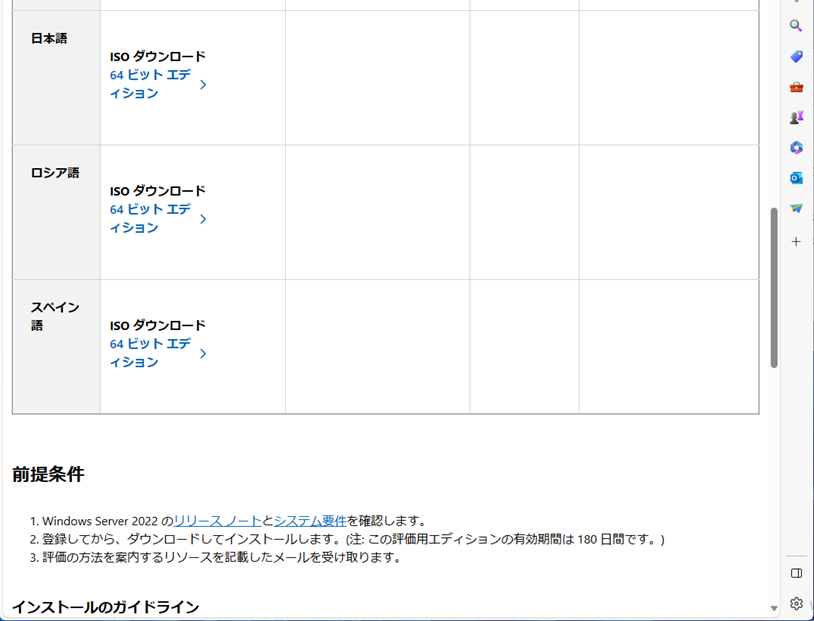 日本語
ISO ダウンロード
64 ビット エデ
ィション
ロシア語
ISO ダウンロード
64 ビット エデ
ィション
スペイン
語
ISO ダウンロード
64 ビット エデ
ィション
前提条件
1. Windows Server 2022 のリリース ノートとシステム要件を確認します。
2. 登録してから、ダウンロードしてインストールします。(注: この評価用エディションの有効期間は 180 日間です。)
3. 評価の方法を案内するリソースを記載したメールを受け取ります。
インストールのガイドライン